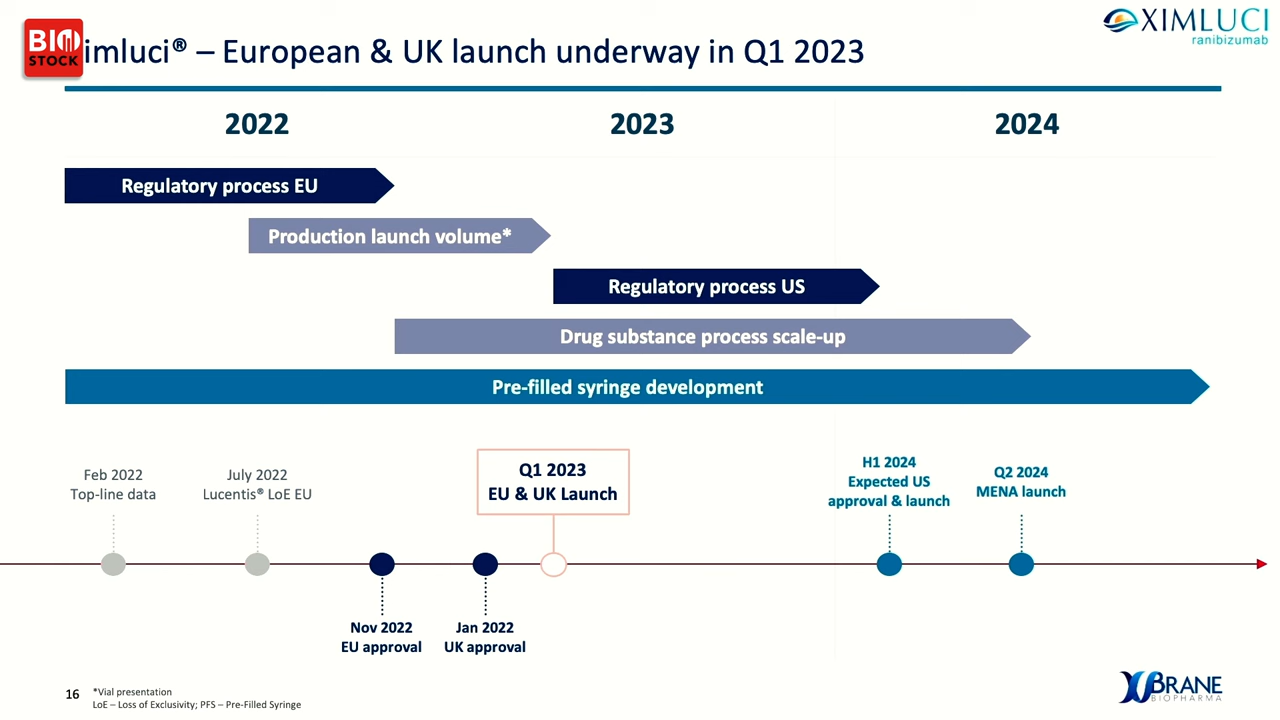 BIO
STOCK
imluci® – European & UK launch underway in Q1 2023
XIMLUCI
ranibizumab
2022
2023
2024
Regulatory process EU
Production launch volume*
Regulatory process US
Drug substance process scale-up
Pre-filled syringe development
Feb 2022
Top-line data
July 2022
Lucentis® LoE EU
Q1 2023
EU & UK Launch
H1 2024
Expected US
approval & launch
Q2 2024
MENA launch
Nov 2022
EU approval
Jan 2022
UK approval
16
*Vial presentation
LoE – Loss of Exclusivity; PFS – Pre-Filled Syringe
XBRANE
BIOPHARMA